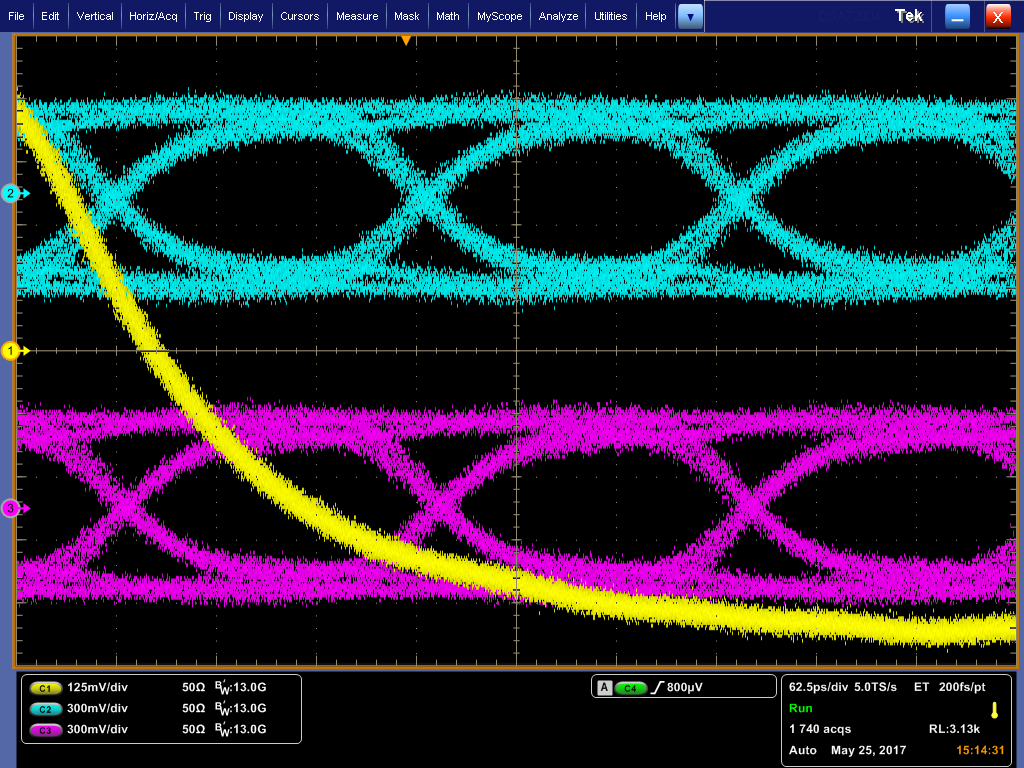 File Edit Vertical Horiz/Acq Trig Display Cursors Measure Mask Math MyScope Analyze Utilities Help Tek X
2
1
3
C1 125mV/div 50Ω BW:13.0G
C2 300mV/div 50Ω BW:13.0G
C3 300mV/div 50Ω BW:13.0G
A C4 800µV
62.5ps/div 5.0TS/s ET 200fs/pt
Run
1 740 acqs RL:3.13k
Auto May 25, 2017 15:14:31